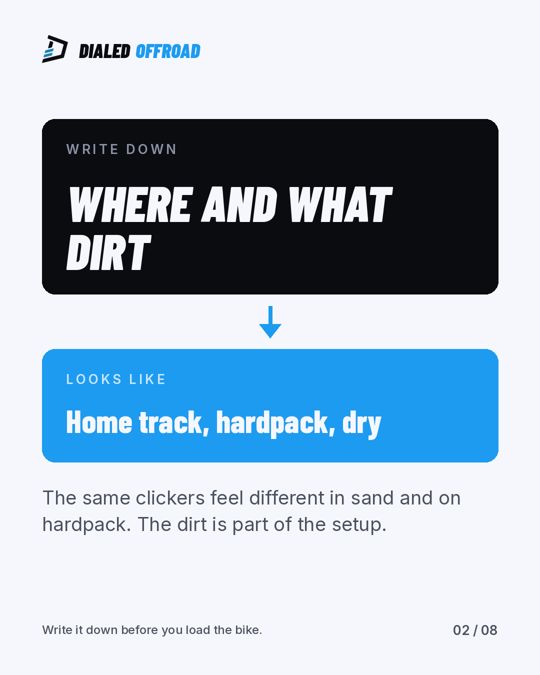 DIALED OFFROAD
WRITE DOWN
WHERE AND WHAT
DIRT
LOOKS LIKE
Home track, hardpack, dry
The same clickers feel different in sand and on
hardpack. The dirt is part of the setup.
Write it down before you load the bike.
02 / 08